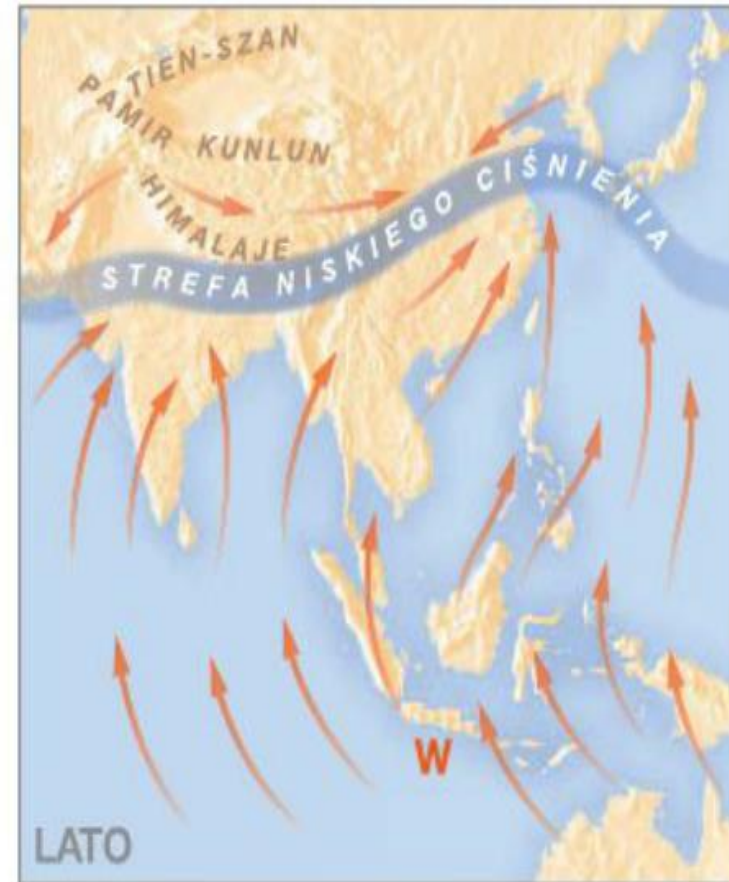 TIEN-SZAN
PAMIR
KUNLUN
HIMALAJE
STREFA NISKIEGO CIŚNIENIA
W
LATO